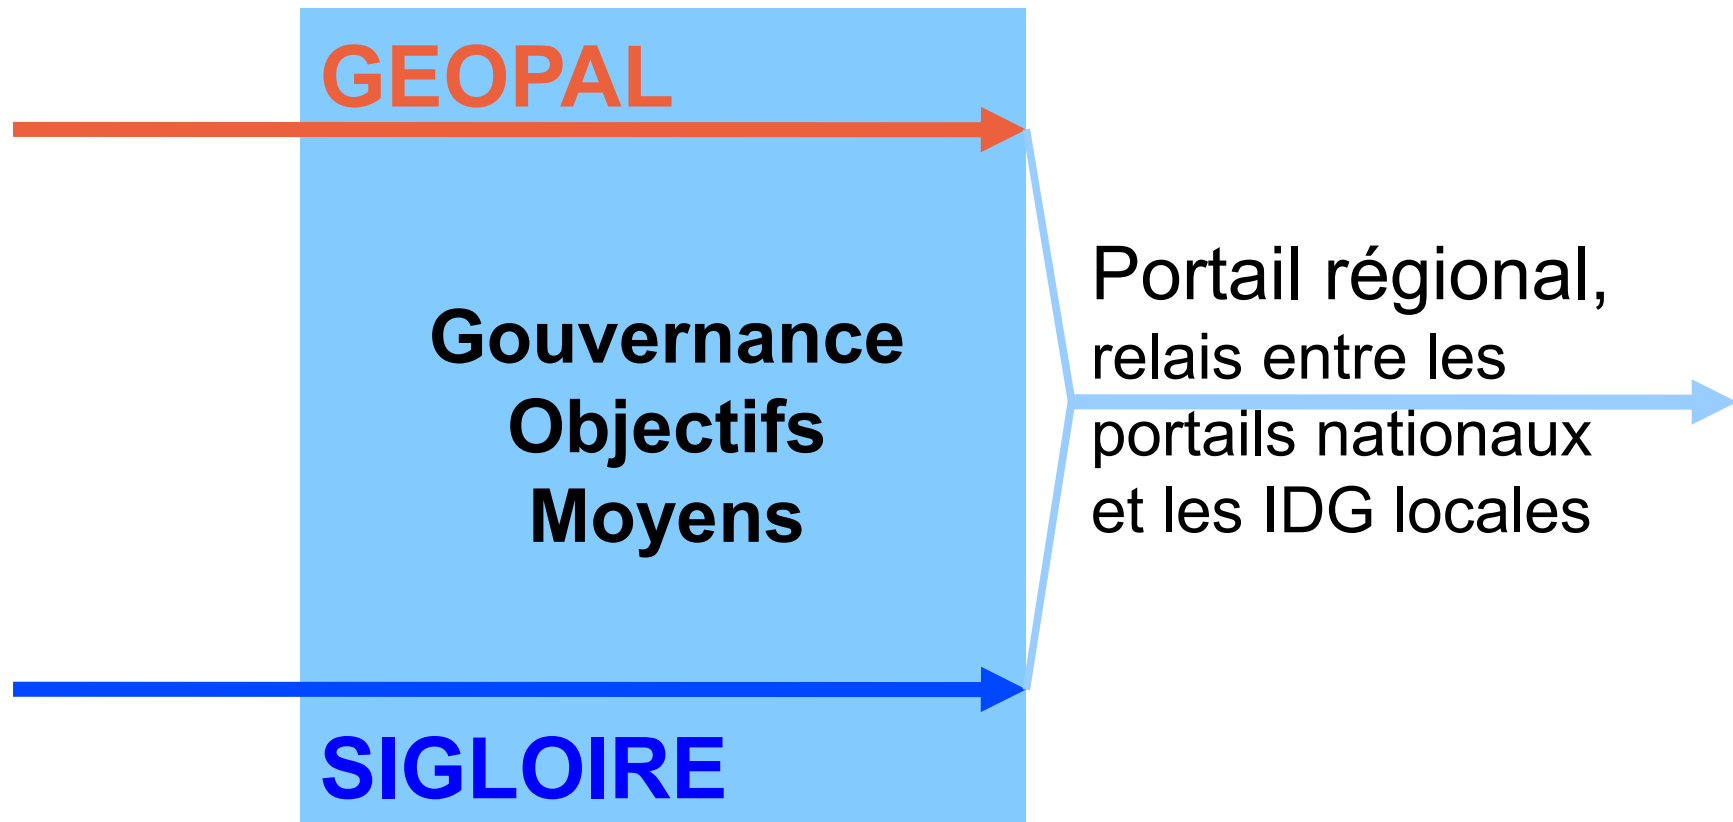 GEOPAL
Gouvernance
Objectifs
Moyens
Portail régional,
relais entre les
portails nationaux
et les IDG locales
SIGLOIRE